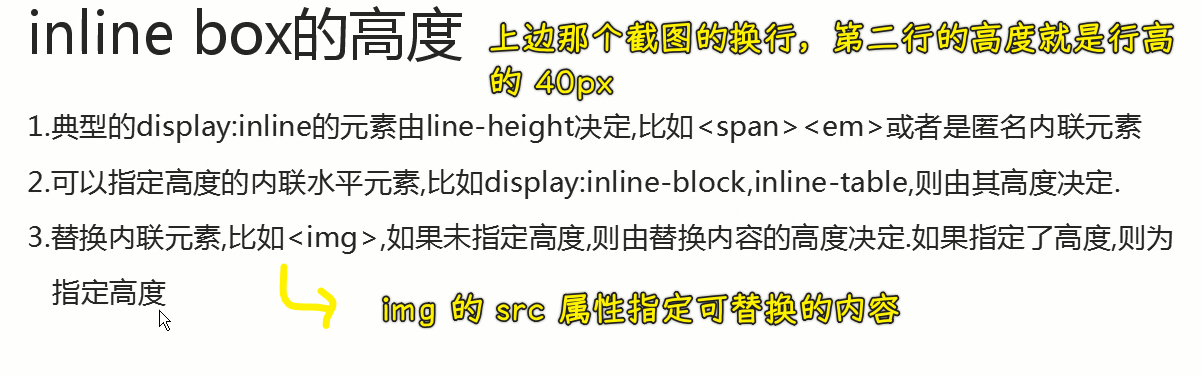 inline box的高度
上边那个截图的换行，第二行的高度就是行高
的 40px
1.典型的display:inline的元素由line-height决定,比如<span><em>或者是匿名内联元素
2.可以指定高度的内联水平元素,比如display:inline-block,inline-table,则由其高度决定.
3.替换内联元素,比如<img>,如果未指定高度,则由替换内容的高度决定.如果指定了高度,则为
指定高度
img 的 src 属性指定可替换的内容